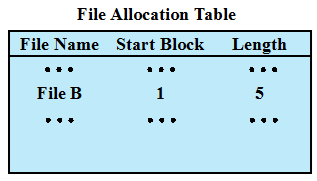 File Allocation Table
File Name Start Block Length
••• ••• •••
File B 1 5
••• ••• •••